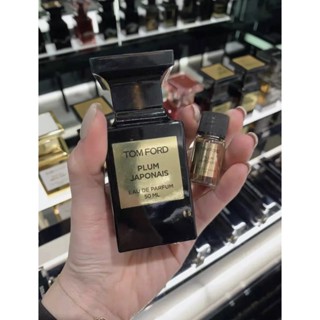 TOM FORD
PLUM
JAPONAIS
EAU DE PARFUM
50 ML